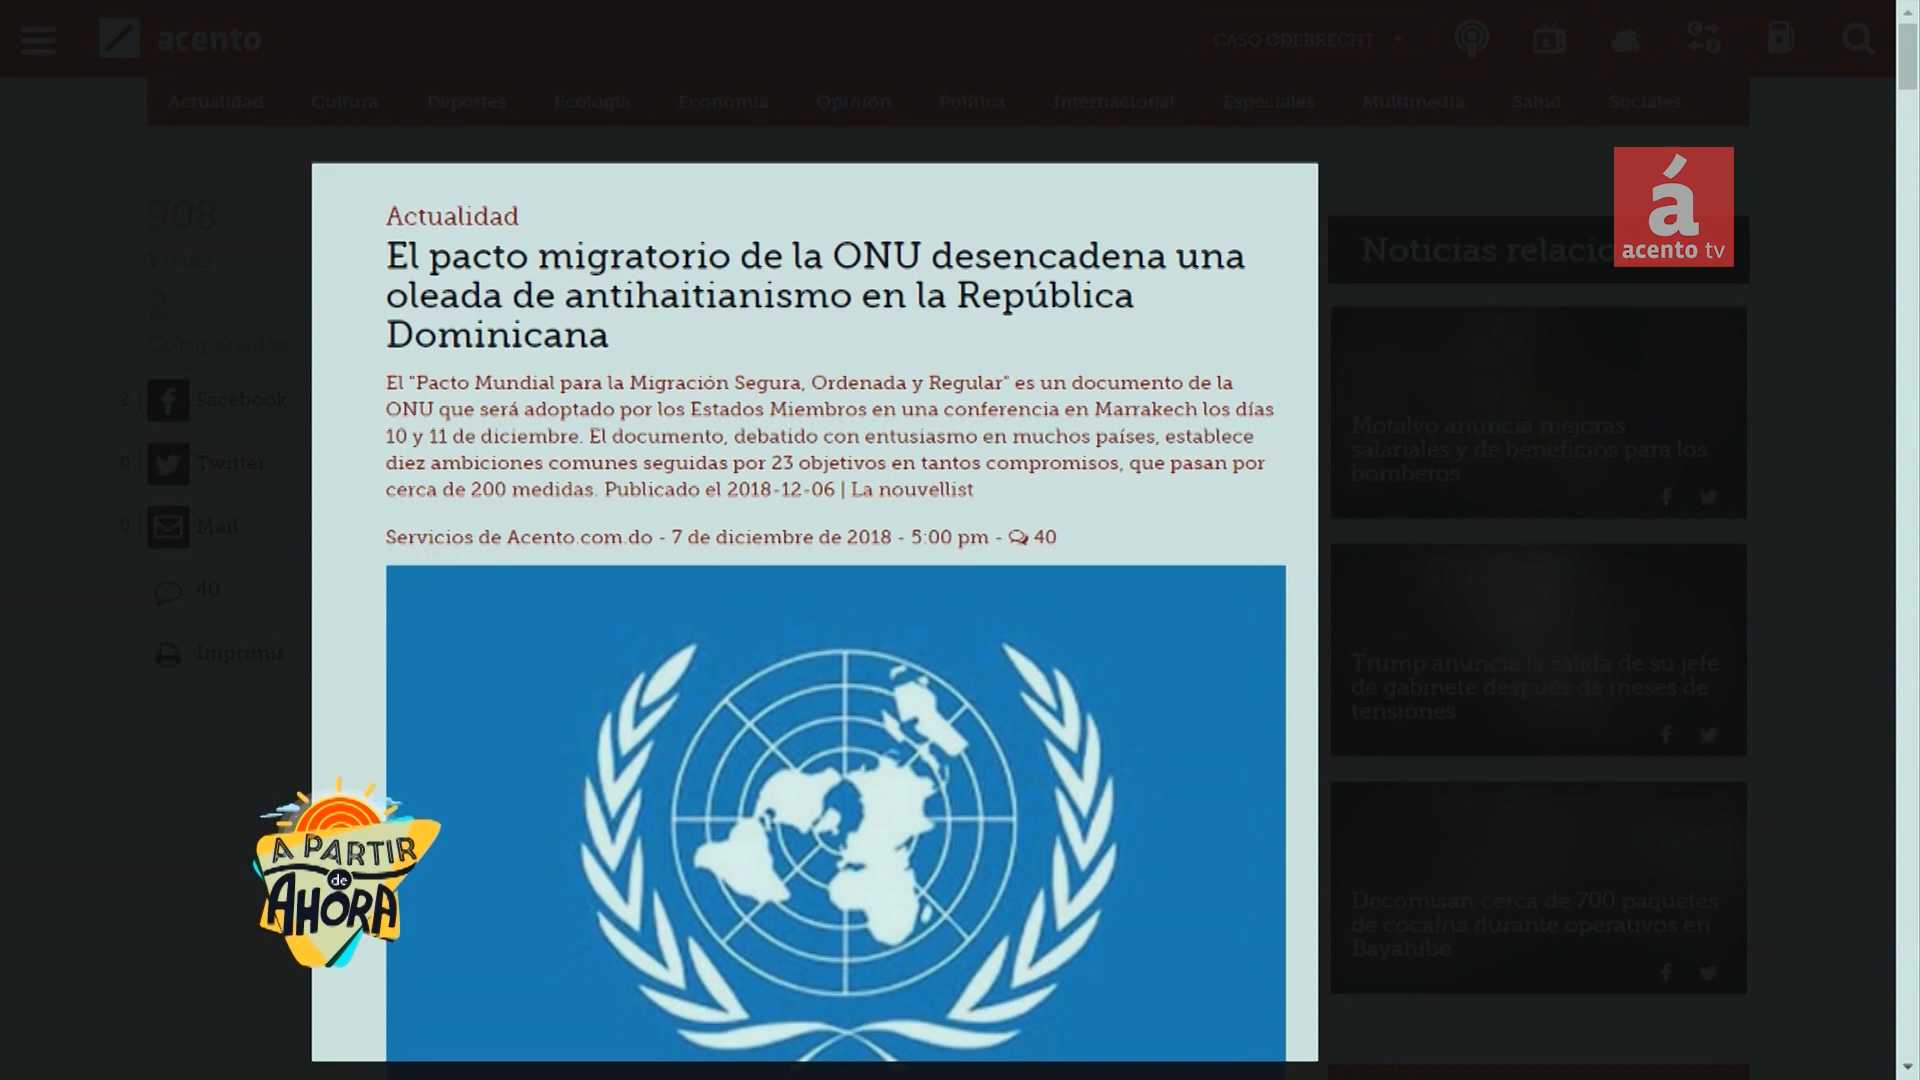 acento
CASO ODEBRECHT
Actualidad Cultura Deportes Ecología Economía Opinión Política Internacional Especiales Multimedia Salud Sociales
908
Vistas
2
Compartidas
2 Facebook
0 Twitter
0 Mail
40
Imprimir
Actualidad
El pacto migratorio de la ONU desencadena una
oleada de antihaitianismo en la República
Dominicana
El "Pacto Mundial para la Migración Segura, Ordenada y Regular" es un documento de la
ONU que será adoptado por los Estados Miembros en una conferencia en Marrakech los días
10 y 11 de diciembre. El documento, debatido con entusiasmo en muchos países, establece
diez ambiciones comunes seguidas por 23 objetivos en tantos compromisos, que pasan por
cerca de 200 medidas. Publicado el 2018-12-06 | La nouvellist
Servicios de Acento.com.do - 7 de diciembre de 2018 - 5:00 pm - 40
A PARTIR
de
AHORA
á
acento tv
Noticias relacio
Motalvo anuncia mejoras
salariales y de beneficios para los
bomberos
Trump anuncia la salida de su jefe
de gabinete después de meses de
tensiones
Decomisan cerca de 700 paquetes
de cocaína durante operativos en
Bayahíbe